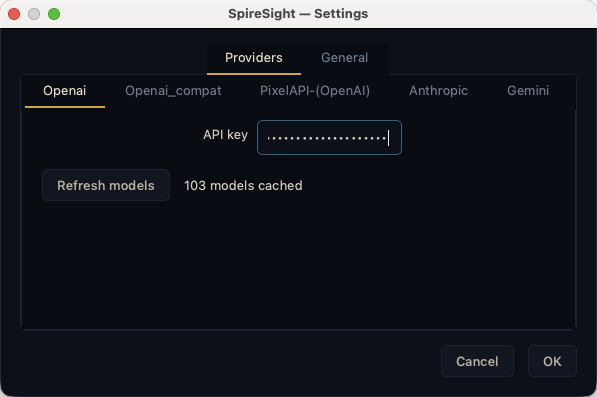 SpireSight — Settings
Providers General
Openai Openai_compat PixelAPI-(OpenAI) Anthropic Gemini
API key
Refresh models 103 models cached
Cancel OK